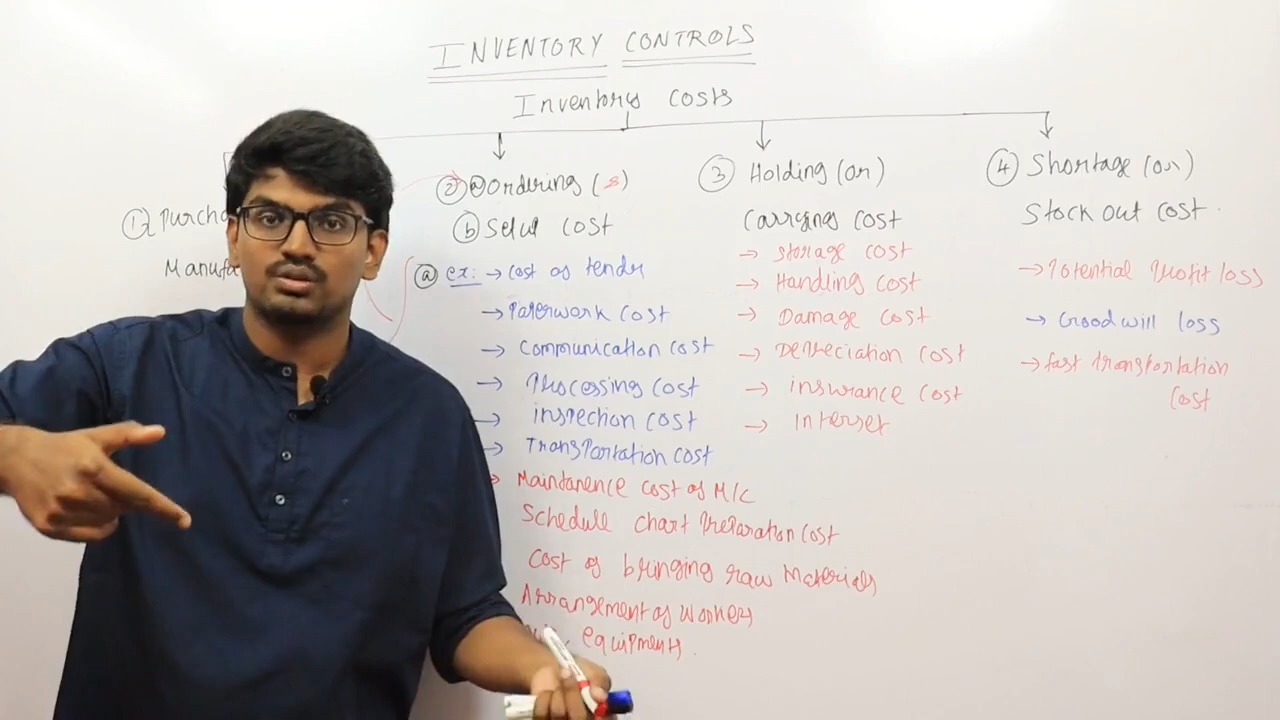 INVENTORY CONTROLS
Inventory Costs
① Purcha
Manufa
② ⓐ Ordering (
ⓑ Setup Cost
ⓐ ex: → Cost of tender
→ Paperwork Cost
→ Communication Cost
→ Processing Cost
→ inspection Cost
→ Transportation Cost
Maintanence Cost of M/C
Schedule chart Preparation Cost
Cost of bringing raw Materials
Arrangement of Workers
equipments.
③ Holding (or)
Carrying Cost
→ Storage Cost
→ Handling Cost
→ Damage Cost
→ Depreciation Cost
→ insurance Cost
→ Interset
④ Shortage (or)
Stock out Cost.
→ Potential Profit loss
→ Good will loss
→ fast transportation
Cost